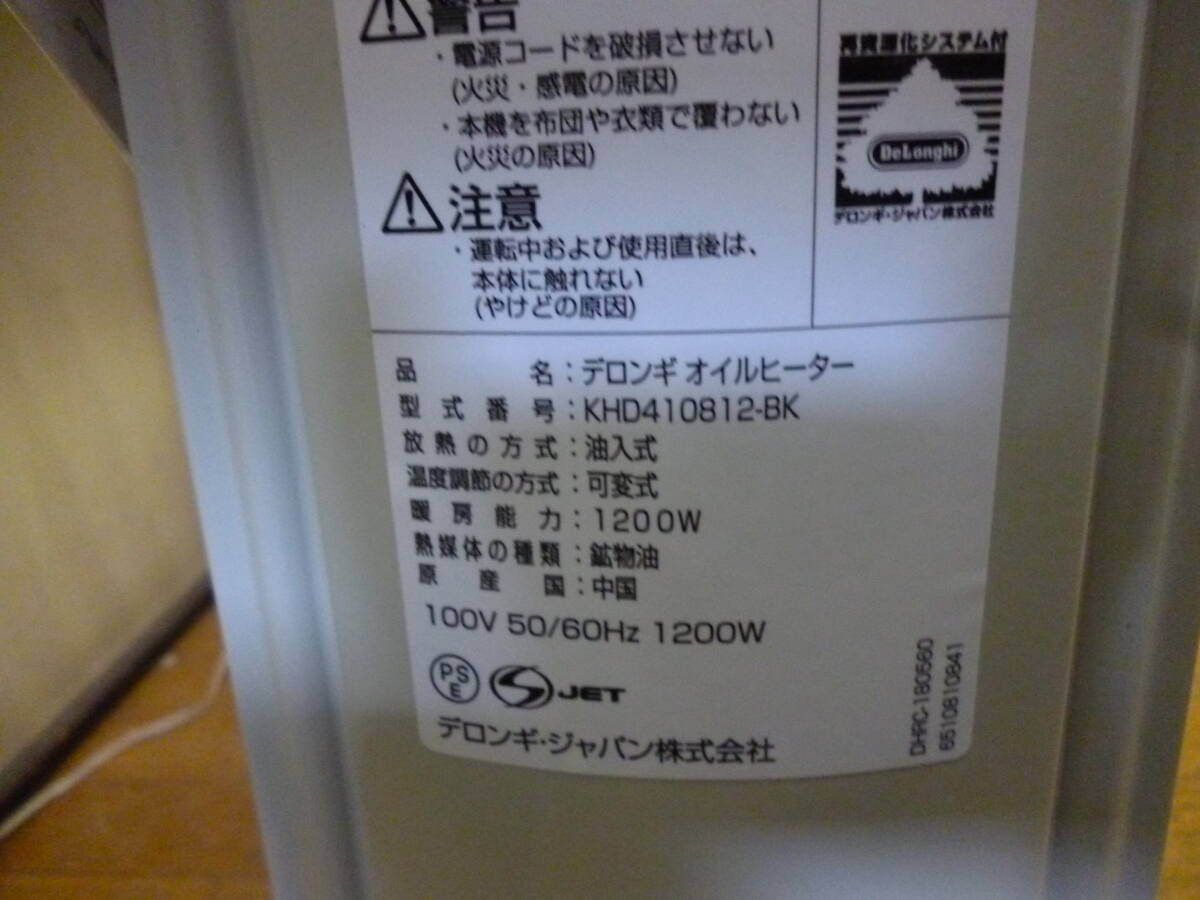 警告
・電源コードを破損させない
(火災・感電の原因)
・本機を布団や衣類で覆わない
(火災の原因)
注意
・運転中および使用直後は、
本体に触れない
(やけどの原因)
再資源化システム付
DeLonghi
デロンギ・ジャパン株式会社
品名：デロンギ オイルヒーター
型式番号：KHD410812-BK
放熱の方式：油入式
温度調節の方式：可変式
暖房能力：1200W
熱媒体の種類：鉱物油
原産国：中国
100V 50/60Hz 1200W
PSE
JET
デロンギ・ジャパン株式会社
DHRC-180560
6510810841